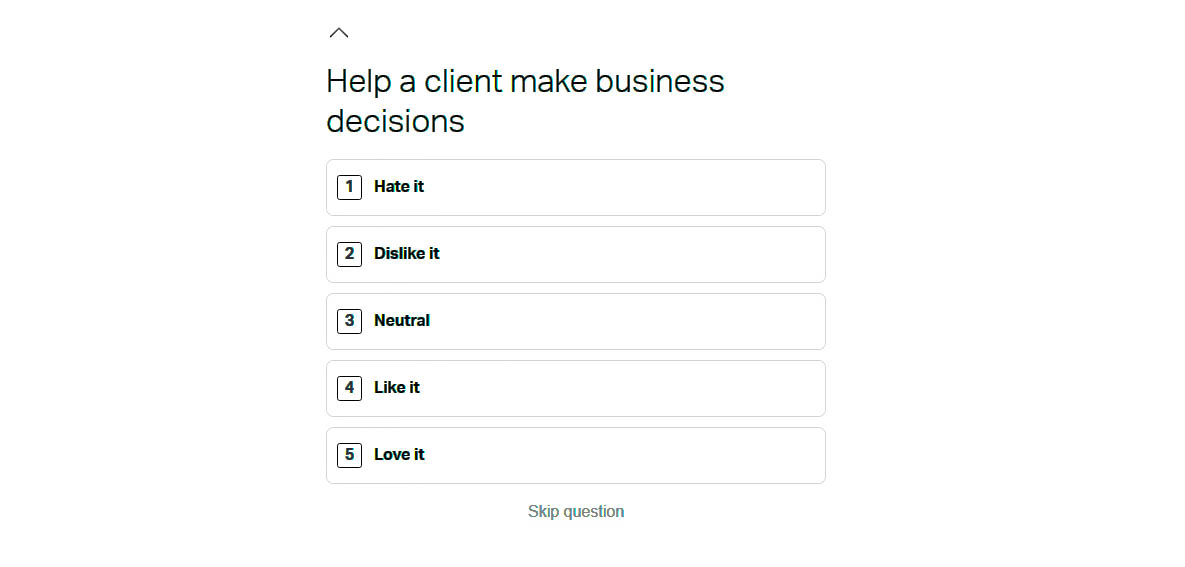 Help a client make business
decisions
1 Hate it
2 Dislike it
3 Neutral
4 Like it
5 Love it
Skip question